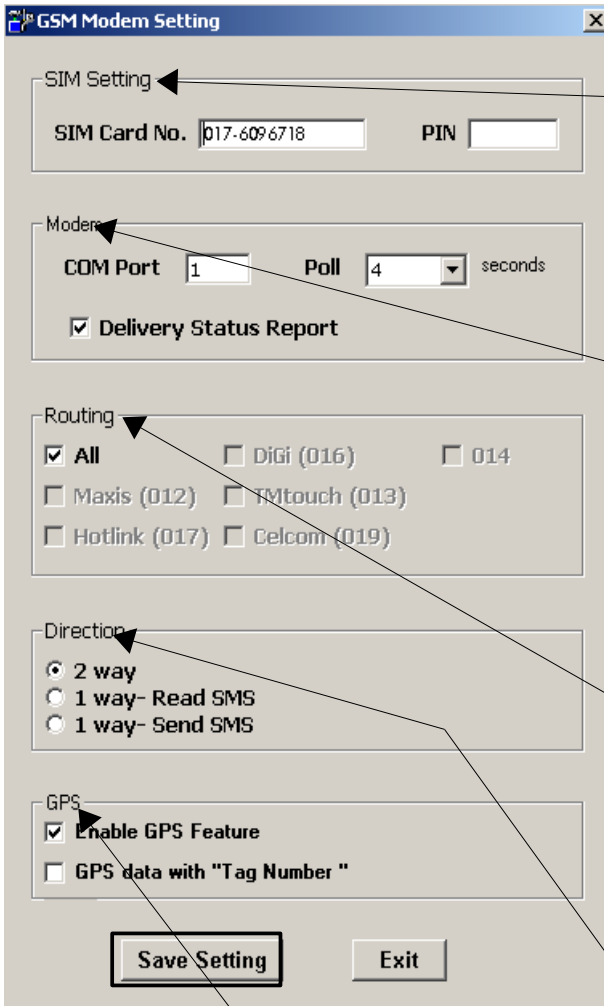 GSM Modem Setting
SIM Setting
SIM Card No. 017-6096718 PIN
Modem
COM Port 1 Poll 4 seconds
Delivery Status Report
Routing
All DiGi (016) 014
Maxis (012) TMtouch (013)
Hotlink (017) Celcom (019)
Direction
2 way
1 way- Read SMS
1 way- Send SMS
GPS
Enable GPS Feature
GPS data with "Tag Number "
Save Setting Exit